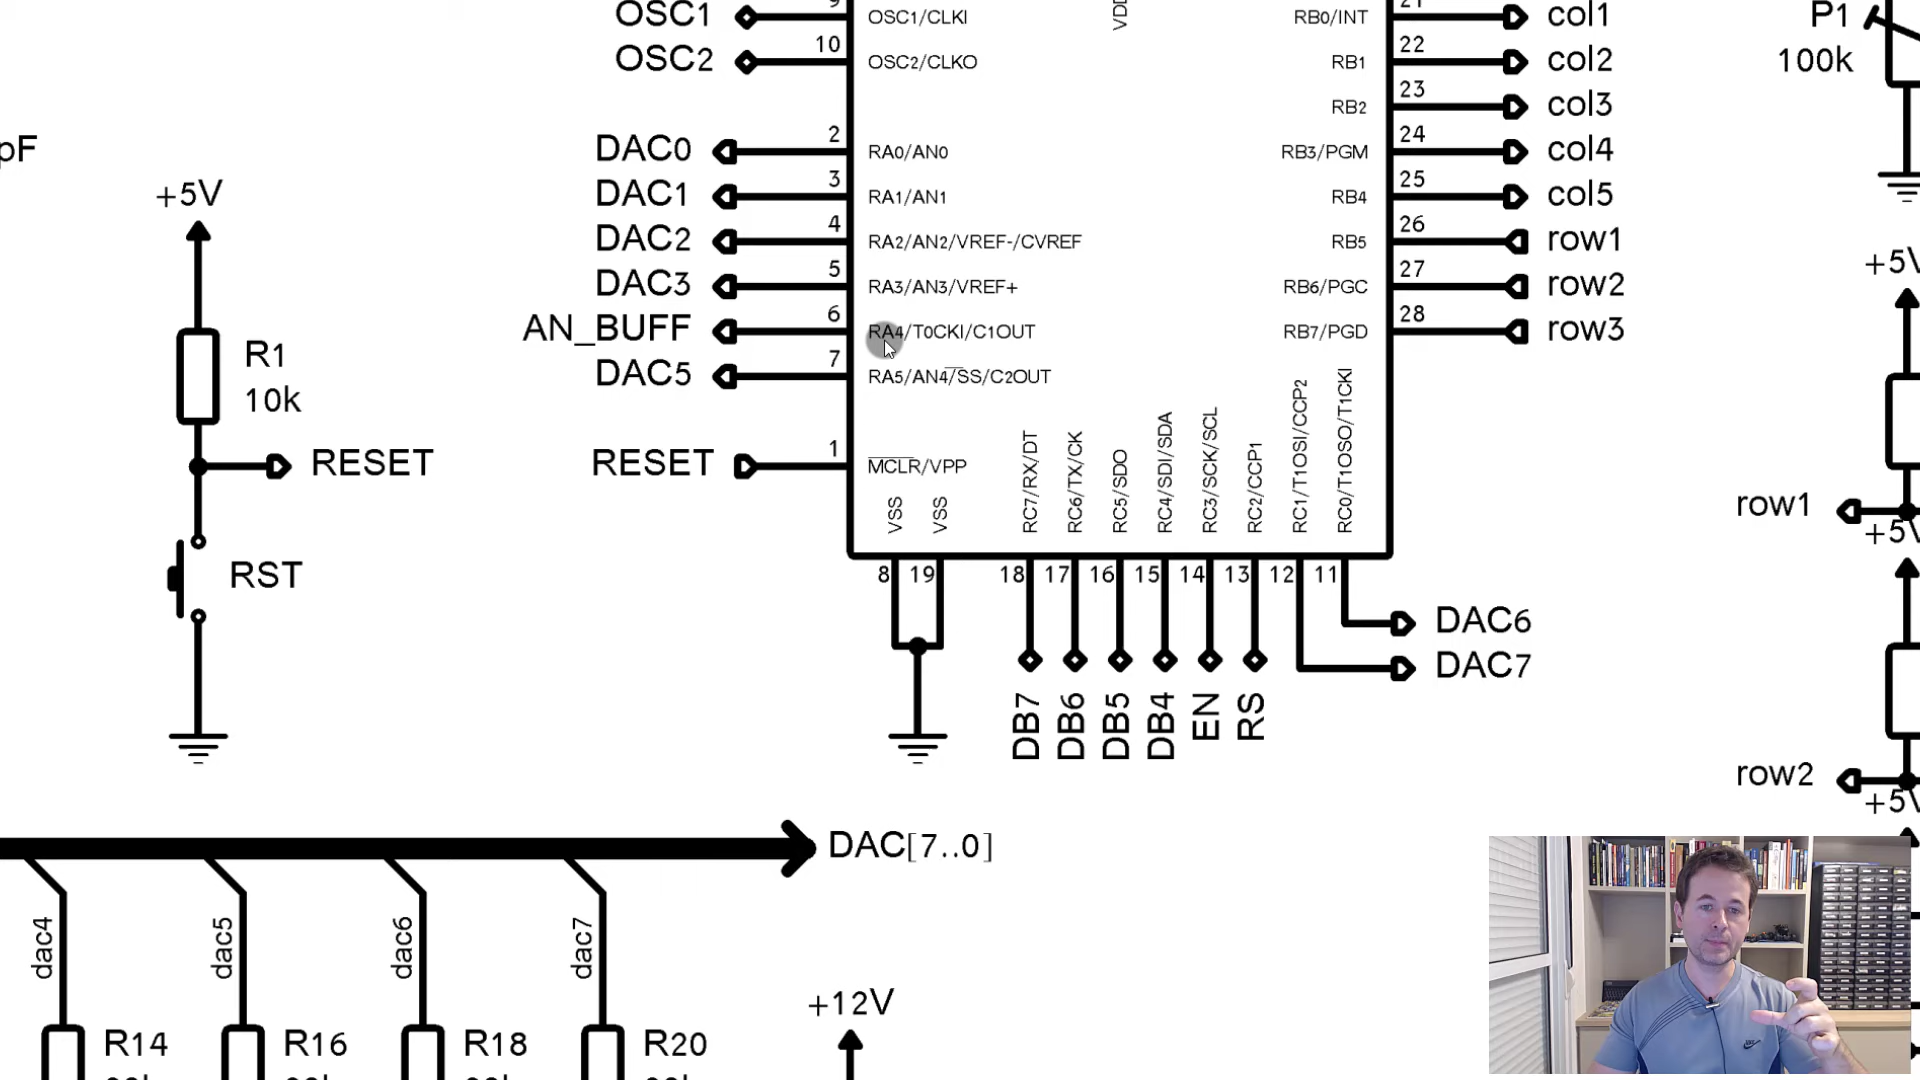 OSC1
9
OSC1/CLKI
OSC2
10
OSC2/CLKO
VDD
RB0/INT
21
col1
RB1
22
col2
RB2
23
col3
P1
100k
pF
DAC0
2
RA0/AN0
RB3/PGM
24
col4
DAC1
3
RA1/AN1
RB4
25
col5
+5V
DAC2
4
RA2/AN2/VREF-/CVREF
RB5
26
row1
DAC3
5
RA3/AN3/VREF+
RB6/PGC
27
row2
AN_BUFF
6
RA4/T0CKI/C1OUT
RB7/PGD
28
row3
DAC5
7
RA5/AN4/SS/C2OUT
R1
10k
RESET
RESET
1
MCLR/VPP
RST
VSS
VSS
RC7/RX/DT
RC6/TX/CK
RC5/SDO
RC4/SDI/SDA
RC3/SCK/SCL
RC2/CCP1
RC1/T1OSI/CCP2
RC0/T1OSO/T1CKI
8
19
18
17
16
15
14
13
12
11
DAC6
DAC7
DB7
DB6
DB5
DB4
EN
RS
+5V
row1
+5V
row2
+5V
DAC[7..0]
dac4
dac5
dac6
dac7
+12V
R14
R16
R18
R20